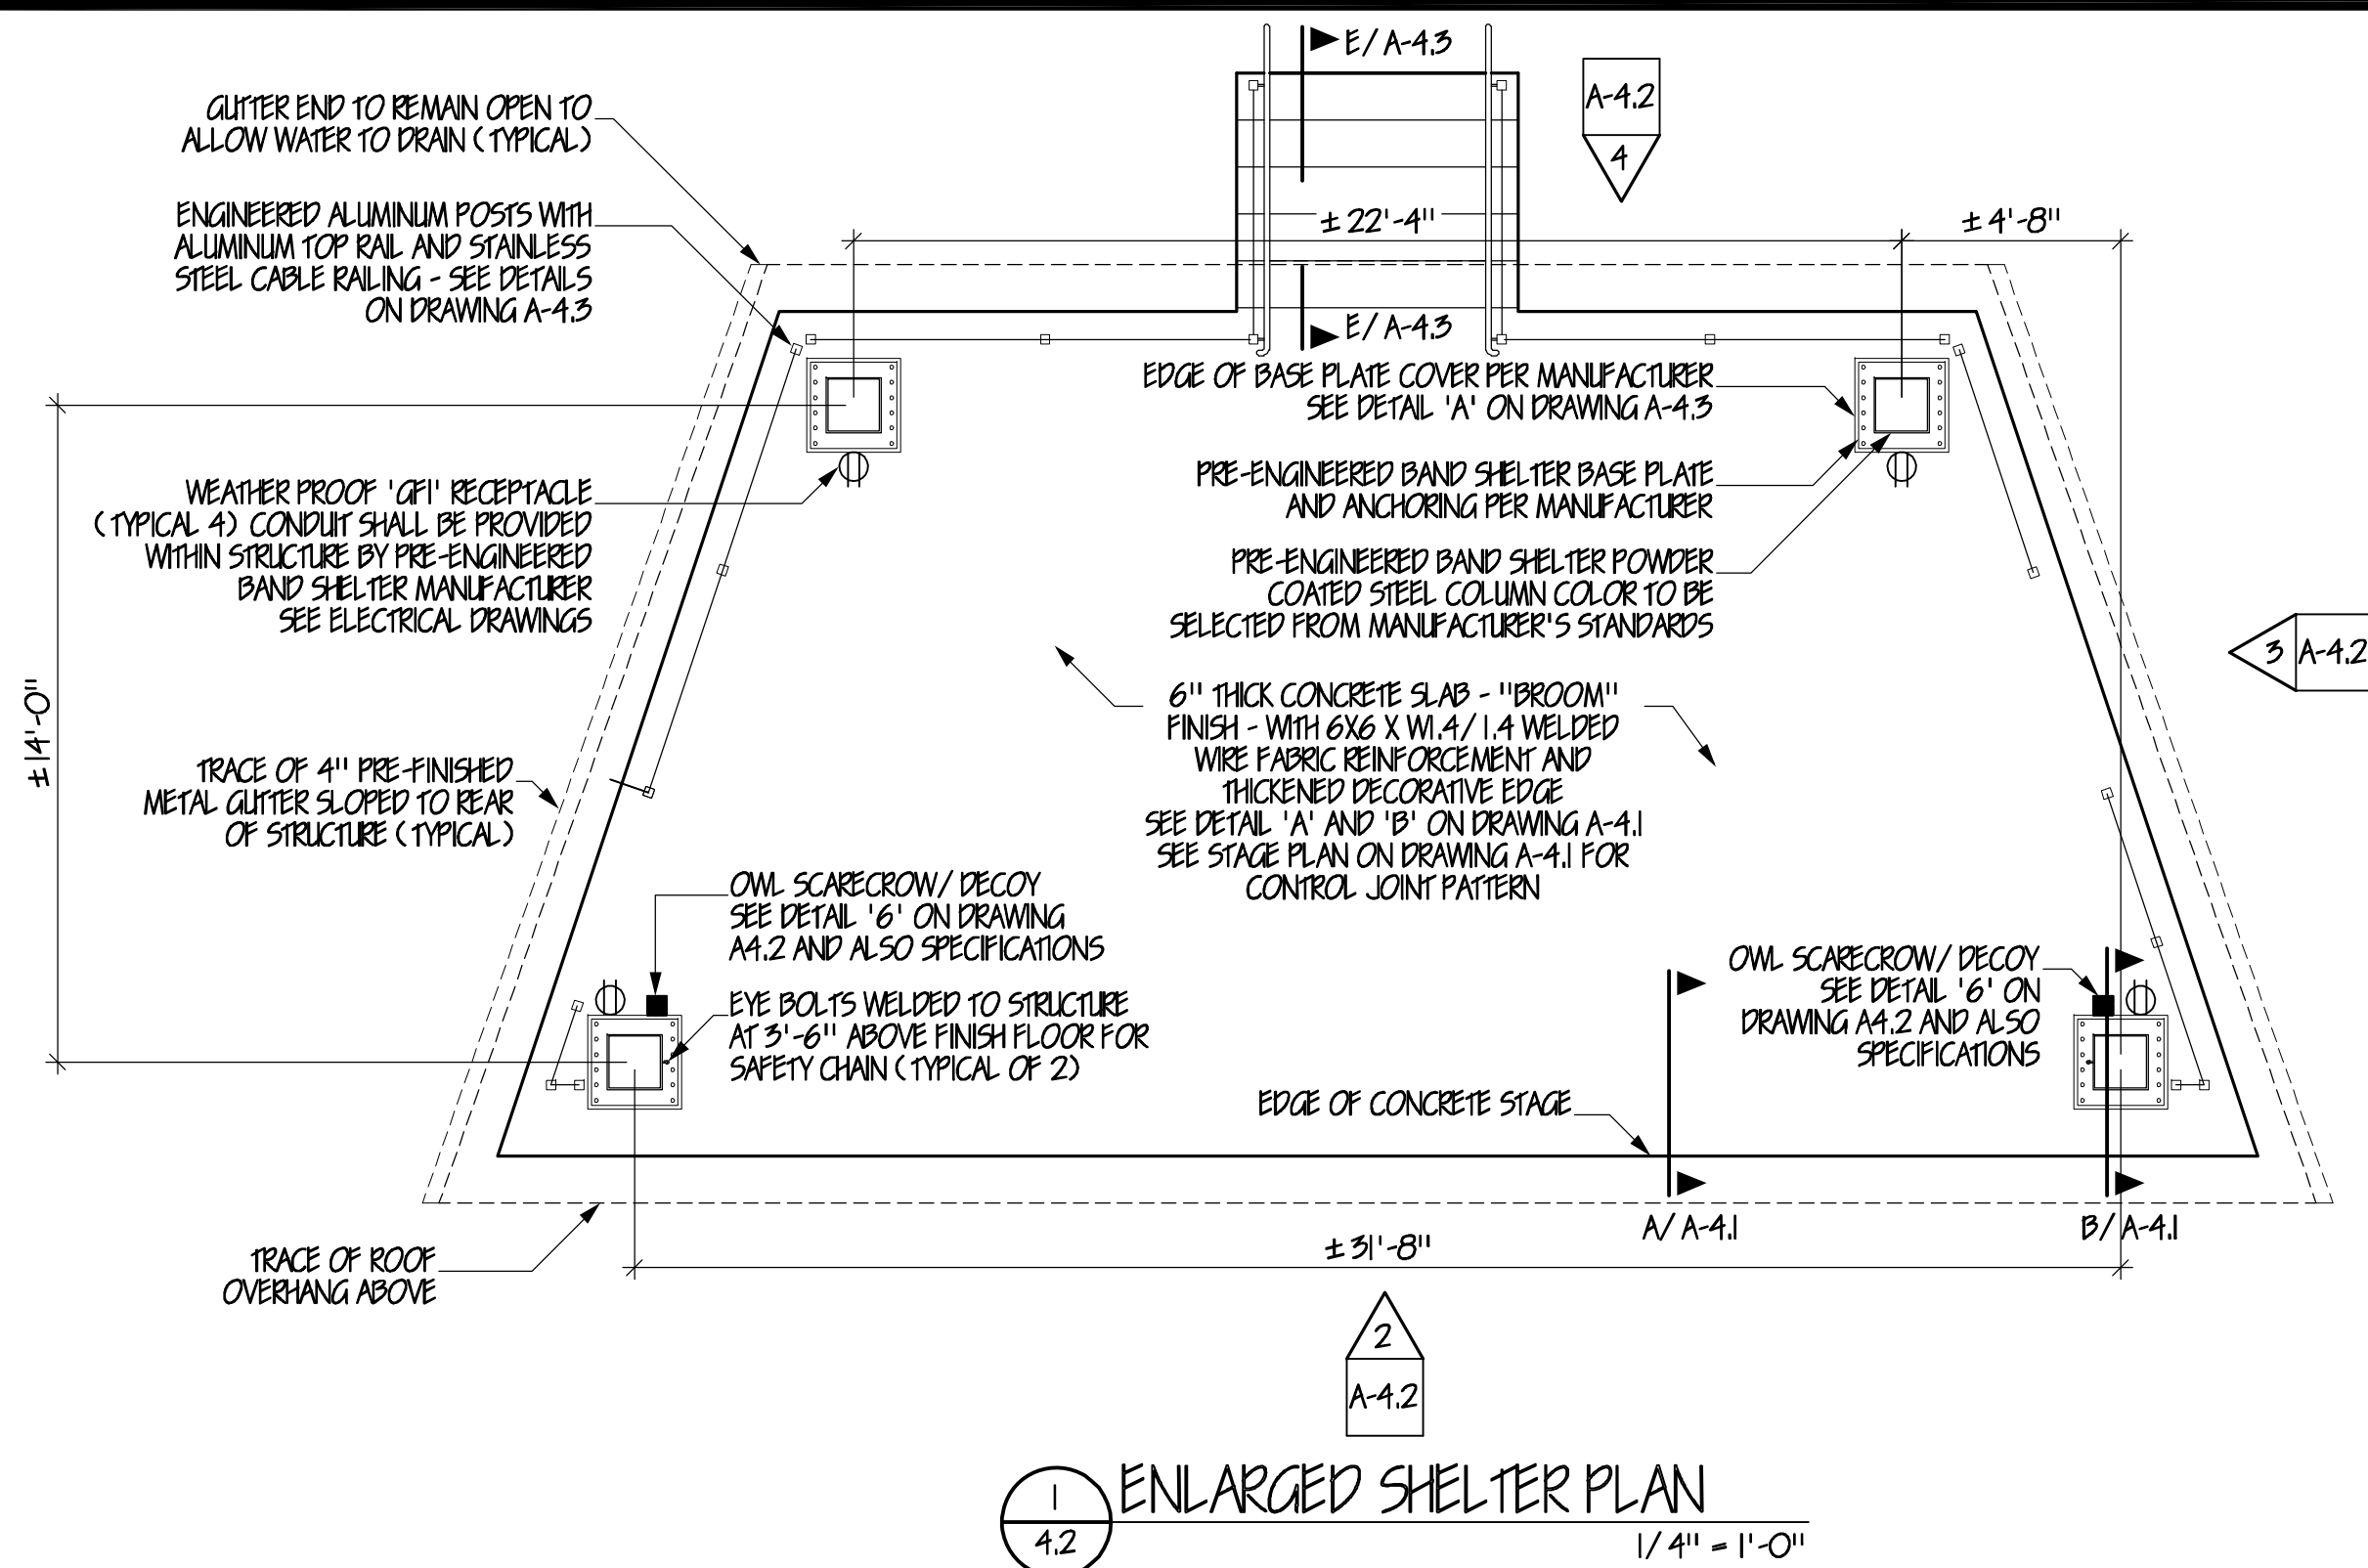 E/ A-4.3
A-4.2
4
GUTTER END TO REMAIN OPEN TO
ALLOW WATER TO DRAIN (TYPICAL)
ENGINEERED ALUMINUM POSTS WITH
ALUMINUM TOP RAIL AND STAINLESS
STEEL CABLE RAILING - SEE DETAILS
ON DRAWING A-4.3
± 22'-4"
± 4'-8"
E/ A-4.3
EDGE OF BASE PLATE COVER PER MANUFACTURER
SEE DETAIL 'A' ON DRAWING A-4.3
WEATHER PROOF 'GFI' RECEPTACLE
(TYPICAL 4) CONDUIT SHALL BE PROVIDED
WITHIN STRUCTURE BY PRE-ENGINEERED
BAND SHELTER MANUFACTURER
SEE ELECTRICAL DRAWINGS
PRE-ENGINEERED BAND SHELTER BASE PLATE
AND ANCHORING PER MANUFACTURER
PRE-ENGINEERED BAND SHELTER POWDER
COATED STEEL COLUMN COLOR TO BE
SELECTED FROM MANUFACTURER'S STANDARDS
3
A-4.2
±14'-0"
6" THICK CONCRETE SLAB - "BROOM"
FINISH - WITH 6X6 X W1.4/ 1.4 WELDED
WIRE FABRIC REINFORCEMENT AND
THICKENED DECORATIVE EDGE
SEE DETAIL 'A' AND 'B' ON DRAWING A-4.1
SEE STAGE PLAN ON DRAWING A-4.1 FOR
CONTROL JOINT PATTERN
TRACE OF 4" PRE-FINISHED
METAL GUTTER SLOPED TO REAR
OF STRUCTURE (TYPICAL)
OWL SCARECROW/ DECOY
SEE DETAIL '6' ON DRAWING
A4.2 AND ALSO SPECIFICATIONS
EYE BOLTS WELDED TO STRUCTURE
AT 3'-6" ABOVE FINISH FLOOR FOR
SAFETY CHAIN (TYPICAL OF 2)
OWL SCARECROW/ DECOY
SEE DETAIL '6' ON
DRAWING A4.2 AND ALSO
SPECIFICATIONS
EDGE OF CONCRETE STAGE
A/ A-4.1
B/ A-4.1
TRACE OF ROOF
OVERHANG ABOVE
±31'-8"
2
A-4.2
1
4.2
ENLARGED SHELTER PLAN
1/ 4" = 1'-0"